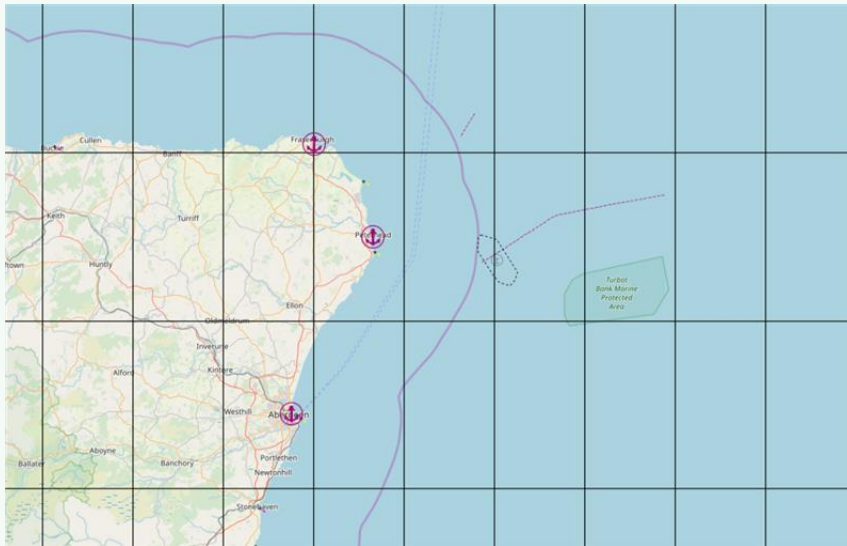 Fraserburgh
Cullen
Buckie
Banff
Keith
Turriff
Peterhead
Huntly
ftown
Turbot
Bank Marine
Protected
Area
Ellon
Oldmeldrum
Inverurie
Alford
Kintore
Westhill
Aberdeen
Aboyne
Portlethen
Ballater
Banchory
Newtonhill
Stonehaven